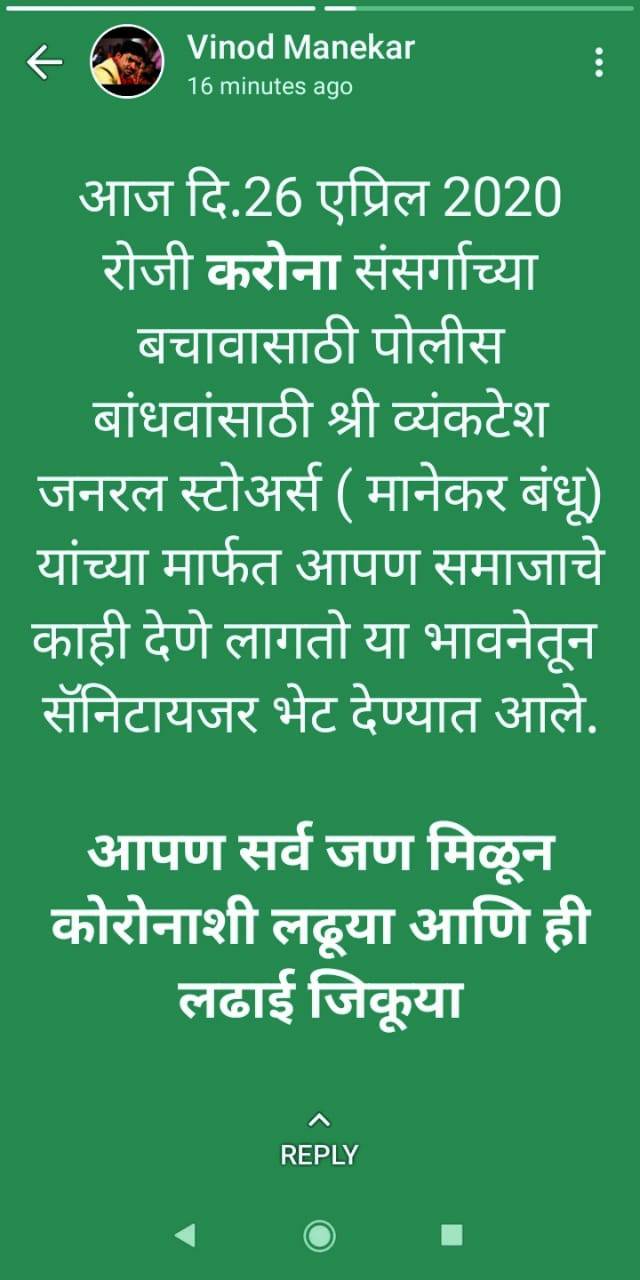 Vinod Manekar
16 minutes ago
आज दि.26 एप्रिल 2020
रोजी करोना संसर्गाच्या
बचावासाठी पोलीस
बांधवांसाठी श्री व्यंकटेश
जनरल स्टोअर्स ( मानेकर बंधू)
यांच्या मार्फत आपण समाजाचे
काही देणे लागतो या भावनेतून
सॅनिटायजर भेट देण्यात आले.
आपण सर्व जण मिळून
कोरोनाशी लढूया आणि ही
लढाई जिकूया
REPLY